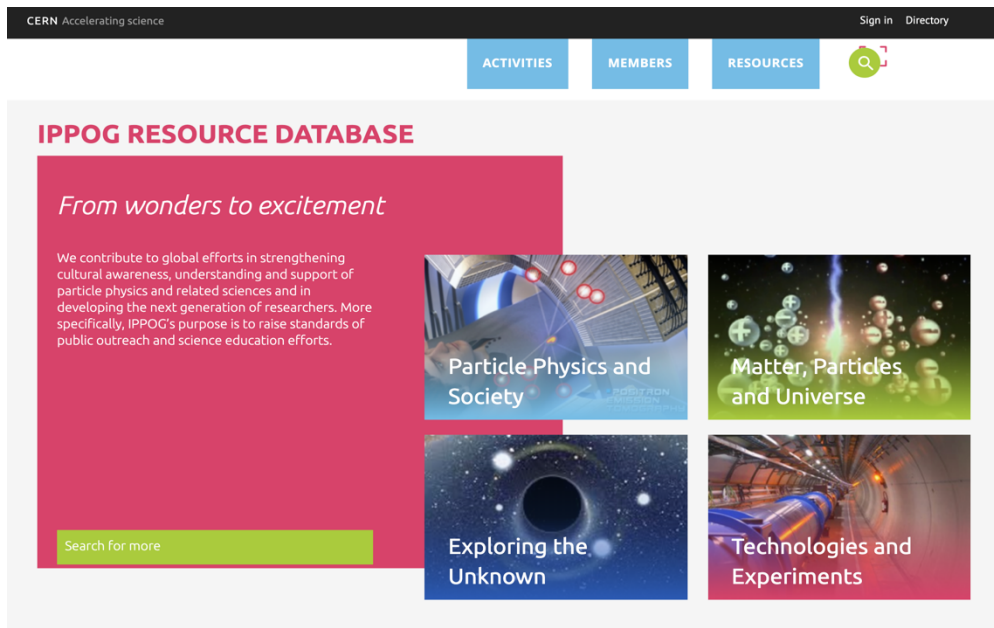 CERN Accelerating science
Sign in Directory
ACTIVITIES MEMBERS RESOURCES
IPPOG RESOURCE DATABASE
From wonders to excitement
We contribute to global efforts in strengthening
cultural awareness, understanding and support of
particle physics and related sciences and in
developing the next generation of researchers. More
specifically, IPPOG's purpose is to raise standards of
public outreach and science education efforts.
Search for more
Particle Physics and
Society
POSITRON
EMISSION
Matter, Particles
and Universe
Exploring the
Unknown
Technologies and
Experiments